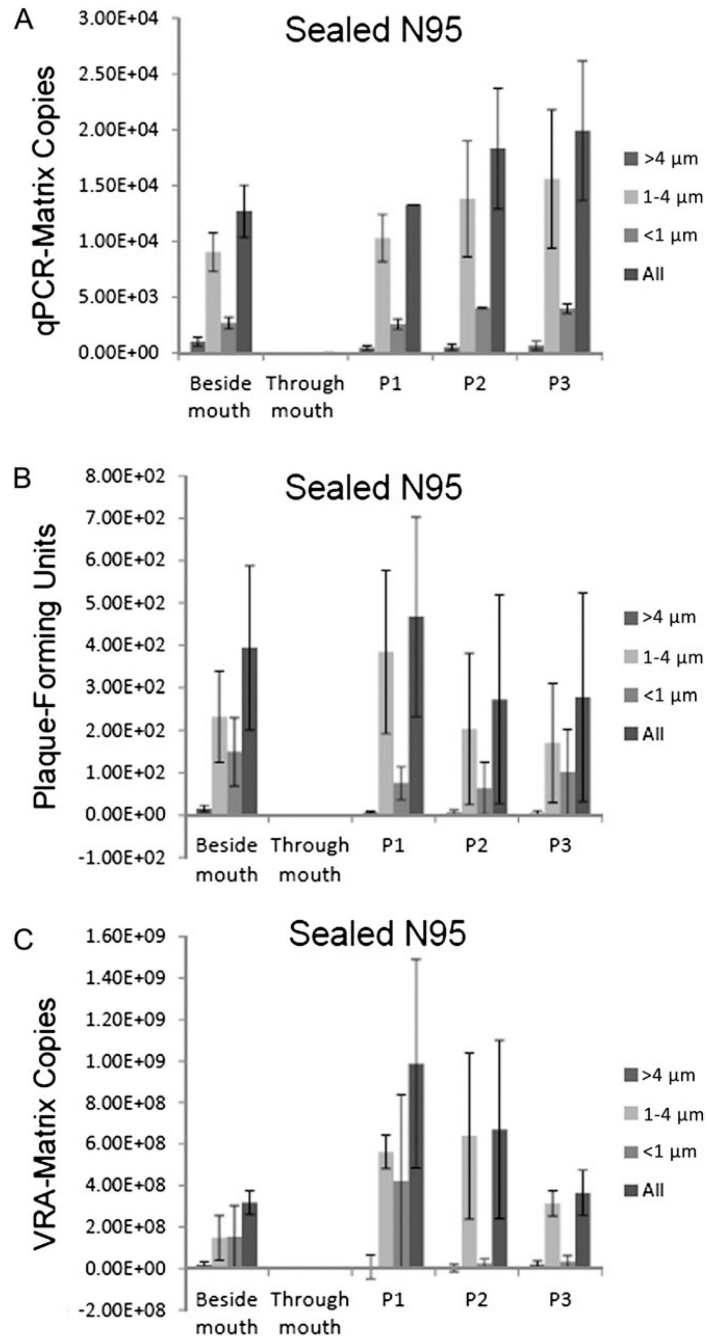 A
Sealed N95
qPCR-Matrix Copies
3.00E+04
2.50E+04
2.00E+04
1.50E+04
1.00E+04
5.00E+03
0.00E+00
Beside mouth
Through mouth
P1
P2
P3
>4 μm
1-4 μm
<1 μm
All
B
Sealed N95
Plaque-Forming Units
8.00E+02
7.00E+02
6.00E+02
5.00E+02
4.00E+02
3.00E+02
2.00E+02
1.00E+02
0.00E+00
-1.00E+02
Beside mouth
Through mouth
P1
P2
P3
>4 μm
1-4 μm
<1 μm
All
C
Sealed N95
VRA-Matrix Copies
1.60E+09
1.40E+09
1.20E+09
1.00E+09
8.00E+08
6.00E+08
4.00E+08
2.00E+08
0.00E+00
-2.00E+08
Beside mouth
Through mouth
P1
P2
P3
>4 μm
1-4 μm
<1 μm
All